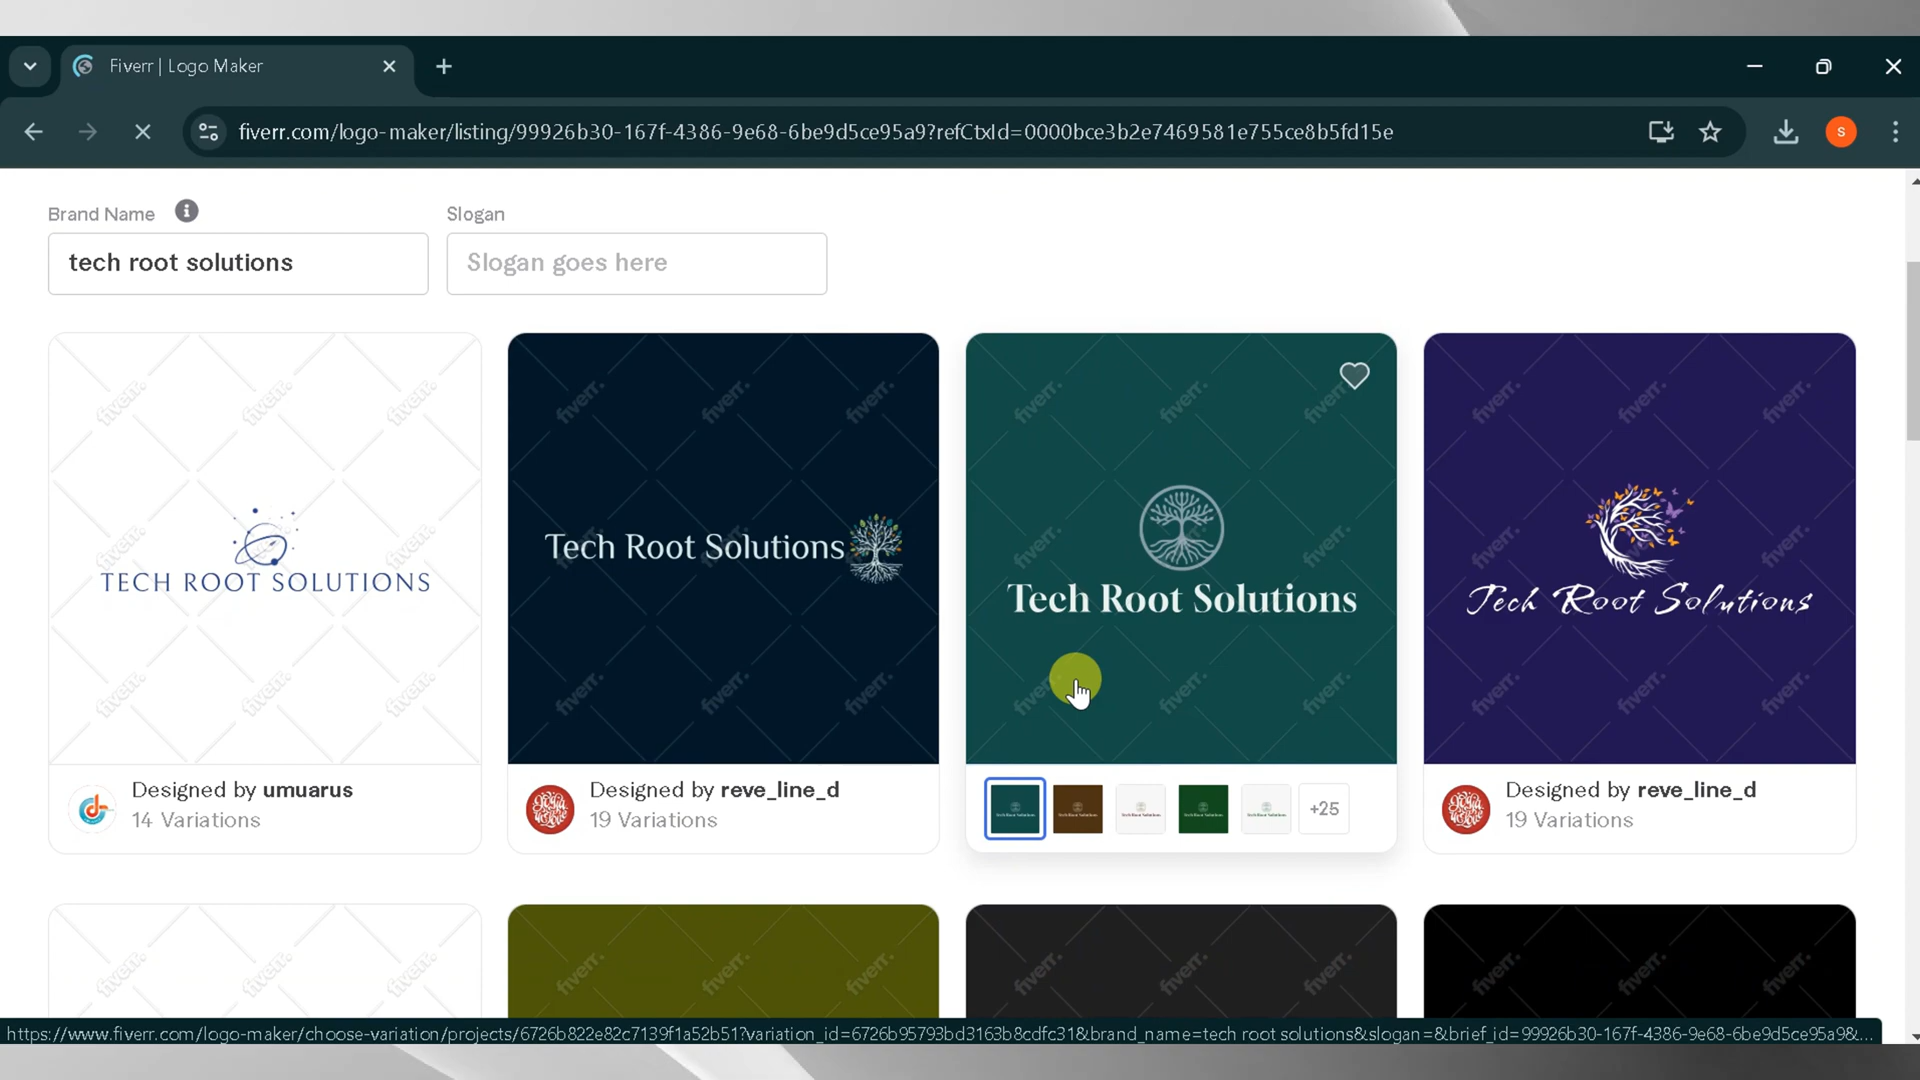 Fiverr | Logo Maker
fiverr.com/logo-maker/listing/99926b30-167f-4386-9e68-6be9d5ce95a9?refCtxId=0000bce3b2e7469581e755ce8b5fd15e
S
Brand Name
Slogan
tech root solutions
Slogan goes here
fiverr.
TECH ROOT SOLUTIONS
Tech Root Solutions
Tech Root Solutions
Tech Root Solutions
Designed by umuarus
14 Variations
Designed by reve_line_d
19 Variations
+25
Designed by reve_line_d
19 Variations
https://www.fiverr.com/logo-maker/choose-variation/projects/6726b822e82c7139f1a52b51?variation_id=6726b95793bd3163b8cdfc31&brand_name=tech root solutions&slogan=&brief_id=99926b30-167f-4386-9e68-6be9d5ce95a9&...